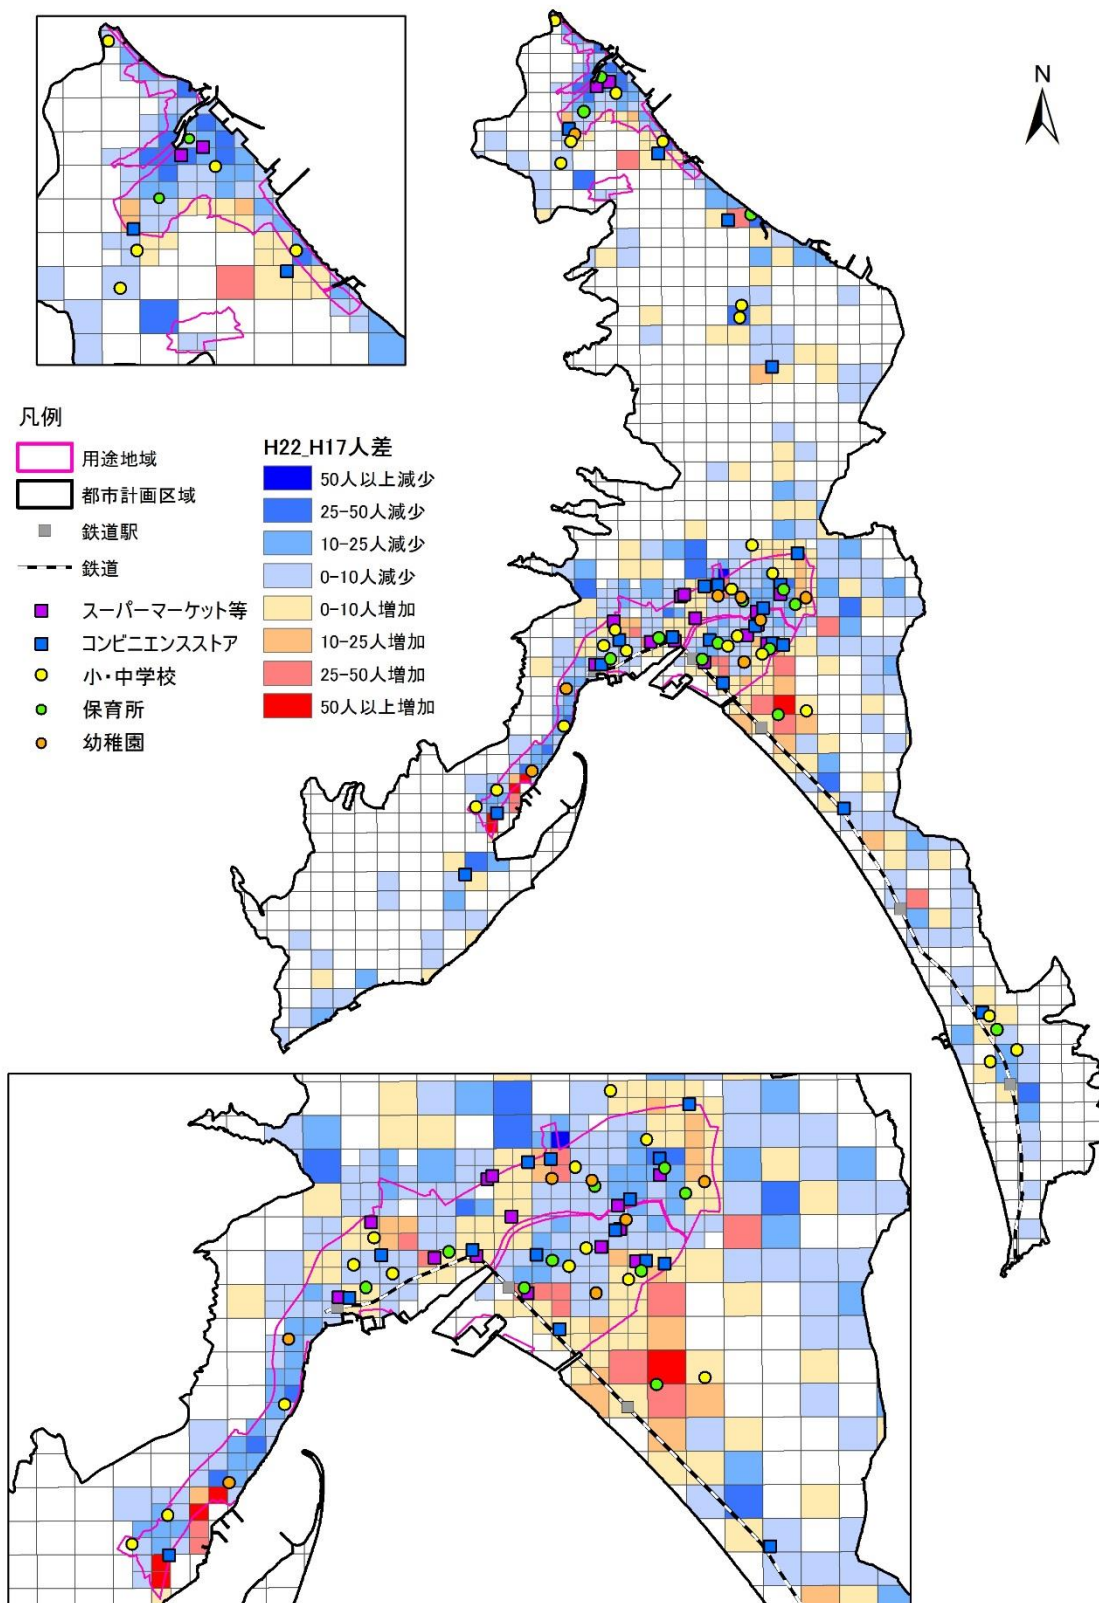 N
凡例
用途地域
都市計画区域
鉄道駅
鉄道
スーパーマーケット等
コンビニエンスストア
小・中学校
保育所
幼稚園
H22_H17人差
50人以上減少
25-50人減少
10-25人減少
0-10人減少
0-10人増加
10-25人増加
25-50人増加
50人以上増加